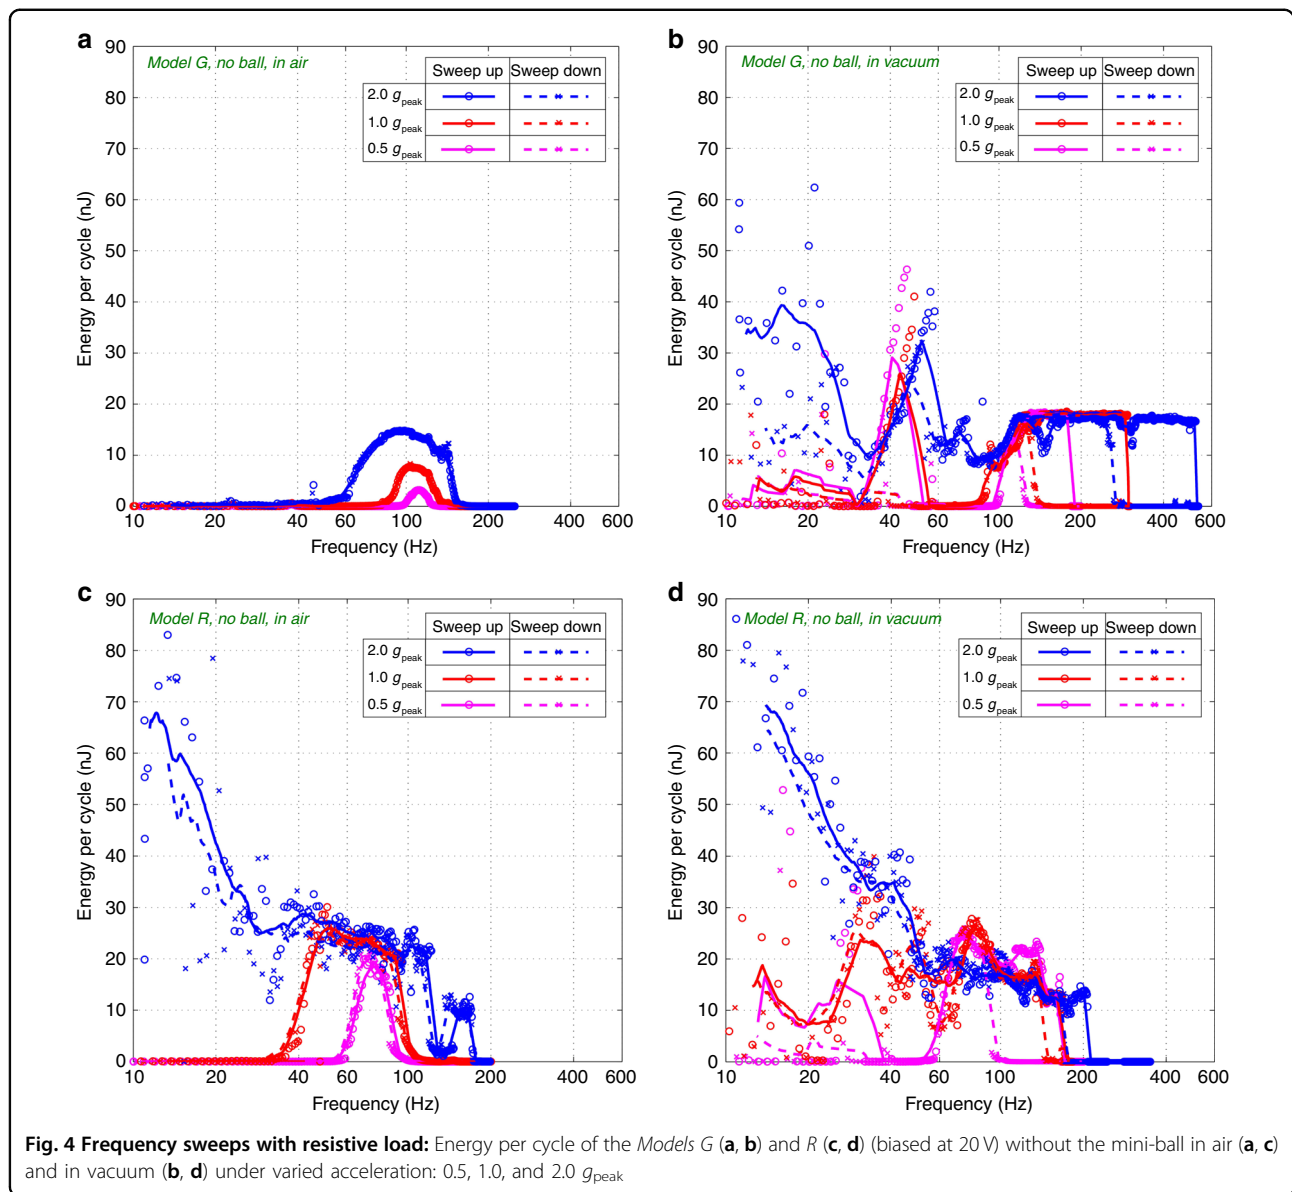 a
Model G, no ball, in air
Sweep up Sweep down
2.0 gpeak
1.0 gpeak
0.5 gpeak
Energy per cycle (nJ)
90
80
70
60
50
40
30
20
10
0
10 20 40 60 100 200 400 600
Frequency (Hz)
b
Model G, no ball, in vacuum
Sweep up Sweep down
2.0 gpeak
1.0 gpeak
0.5 gpeak
Energy per cycle (nJ)
90
80
70
60
50
40
30
20
10
0
10 20 40 60 100 200 400 600
Frequency (Hz)
c
Model R, no ball, in air
Sweep up Sweep down
2.0 gpeak
1.0 gpeak
0.5 gpeak
Energy per cycle (nJ)
90
80
70
60
50
40
30
20
10
0
10 20 40 60 100 200 400 600
Frequency (Hz)
d
Model R, no ball, in vacuum
Sweep up Sweep down
2.0 gpeak
1.0 gpeak
0.5 gpeak
Energy per cycle (nJ)
90
80
70
60
50
40
30
20
10
0
10 20 40 60 100 200 400 600
Frequency (Hz)
Fig. 4 Frequency sweeps with resistive load: Energy per cycle of the Models G (a, b) and R (c, d) (biased at 20 V) without the mini-ball in air (a, c)
and in vacuum (b, d) under varied acceleration: 0.5, 1.0, and 2.0 gpeak